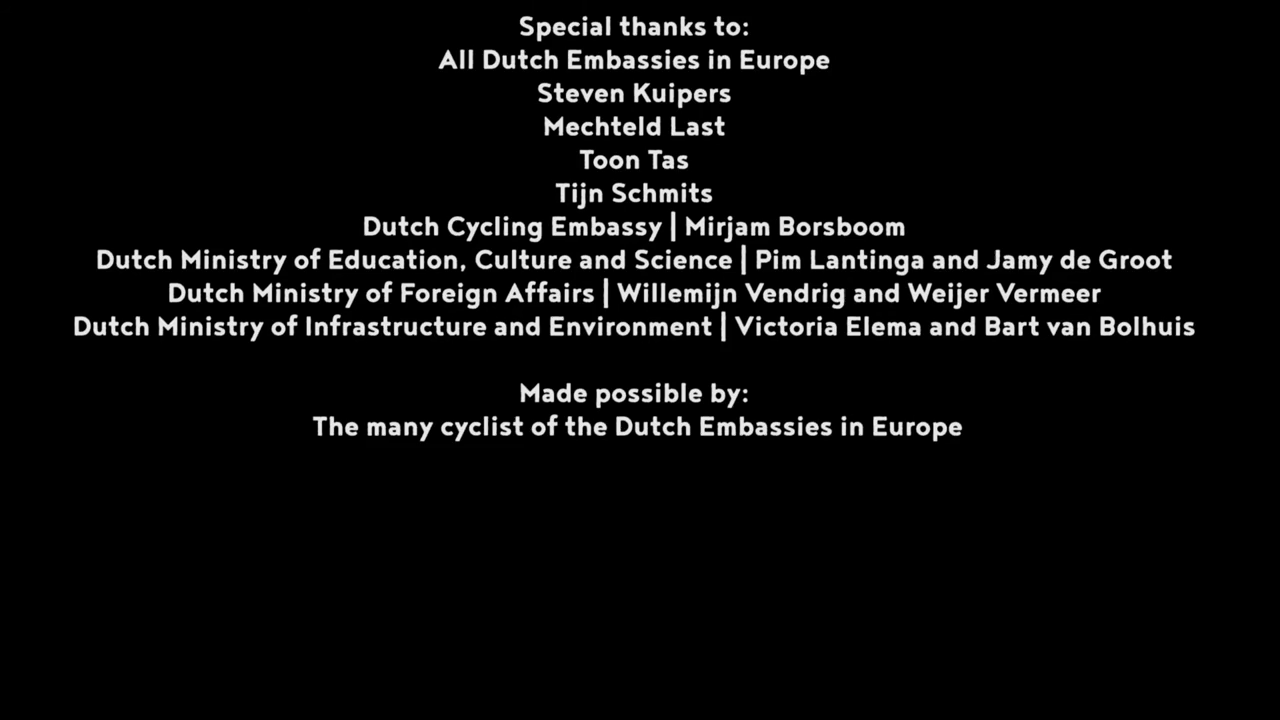 Special thanks to:
All Dutch Embassies in Europe
Steven Kuipers
Mechteld Last
Toon Tas
Tijn Schmits
Dutch Cycling Embassy | Mirjam Borsboom
Dutch Ministry of Education, Culture and Science | Pim Lantinga and Jamy de Groot
Dutch Ministry of Foreign Affairs | Willemijn Vendrig and Weijer Vermeer
Dutch Ministry of Infrastructure and Environment | Victoria Elema and Bart van Bolhuis
Made possible by:
The many cyclist of the Dutch Embassies in Europe